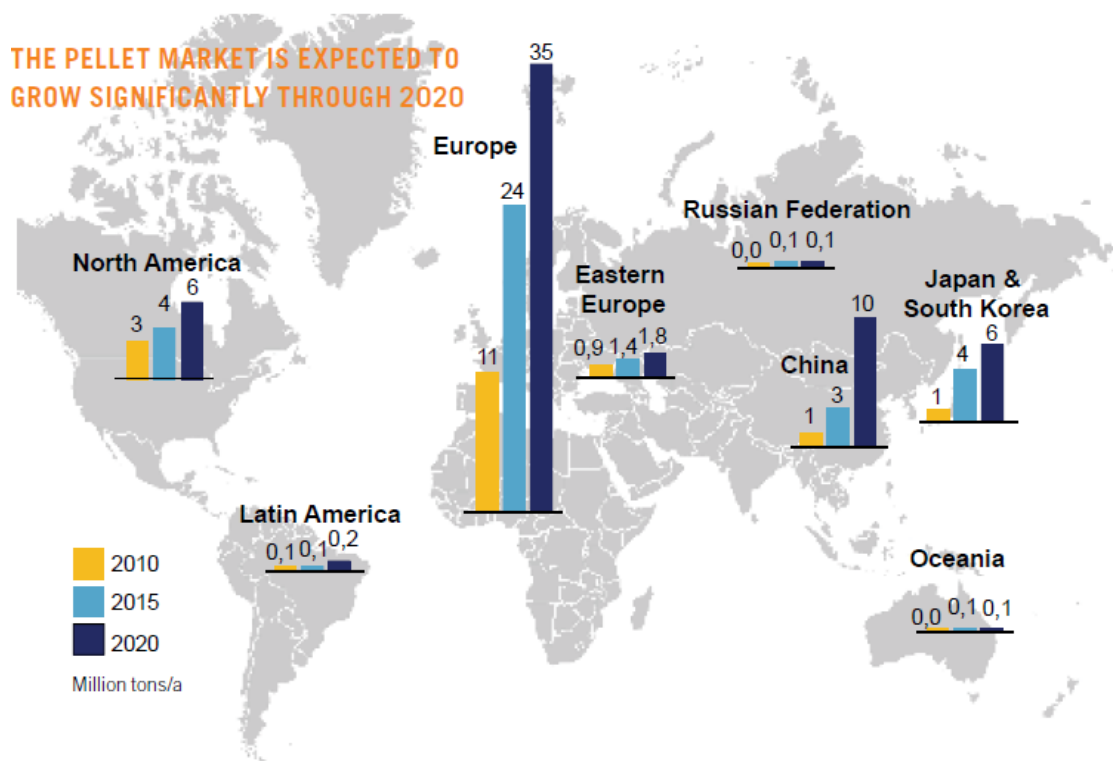 THE PELLET MARKET IS EXPECTED TO
GROW SIGNIFICANTLY THROUGH 2020
35
Europe
24
11
North America
3
4
6
Russian Federation
0,0
0,1
0,1
Eastern
Europe
0,9
1,4
1,8
Japan &
South Korea
1
4
6
China
1
3
10
Latin America
0,1
0,1
0,2
Oceania
0,0
0,1
0,1
2010
2015
2020
Million tons/a